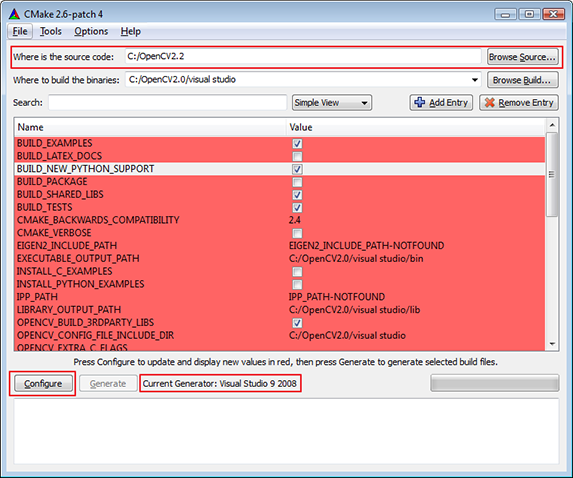 CMake 2.6-patch 4
File Tools Options Help
Where is the source code: C:/OpenCV2.2 Browse Source...
Where to build the binaries: C:/OpenCV2.0/visual studio Browse Build...
Search: Simple View Add Entry Remove Entry
Name Value
BUILD_EXAMPLES
BUILD_LATEX_DOCS
BUILD_NEW_PYTHON_SUPPORT
BUILD_PACKAGE
BUILD_SHARED_LIBS
BUILD_TESTS
CMAKE_BACKWARDS_COMPATIBILITY 2.4
CMAKE_VERBOSE
EIGEN2_INCLUDE_PATH EIGEN2_INCLUDE_PATH-NOTFOUND
EXECUTABLE_OUTPUT_PATH C:/OpenCV2.0/visual studio/bin
INSTALL_C_EXAMPLES
INSTALL_PYTHON_EXAMPLES
IPP_PATH IPP_PATH-NOTFOUND
LIBRARY_OUTPUT_PATH C:/OpenCV2.0/visual studio/lib
OPENCV_BUILD_3RDPARTY_LIBS
OPENCV_CONFIG_FILE_INCLUDE_DIR C:/OpenCV2.0/visual studio
OPENCV_EXTRA_C_FLAGS
Press Configure to update and display new values in red, then press Generate to generate selected build files.
Configure Generate Current Generator: Visual Studio 9 2008